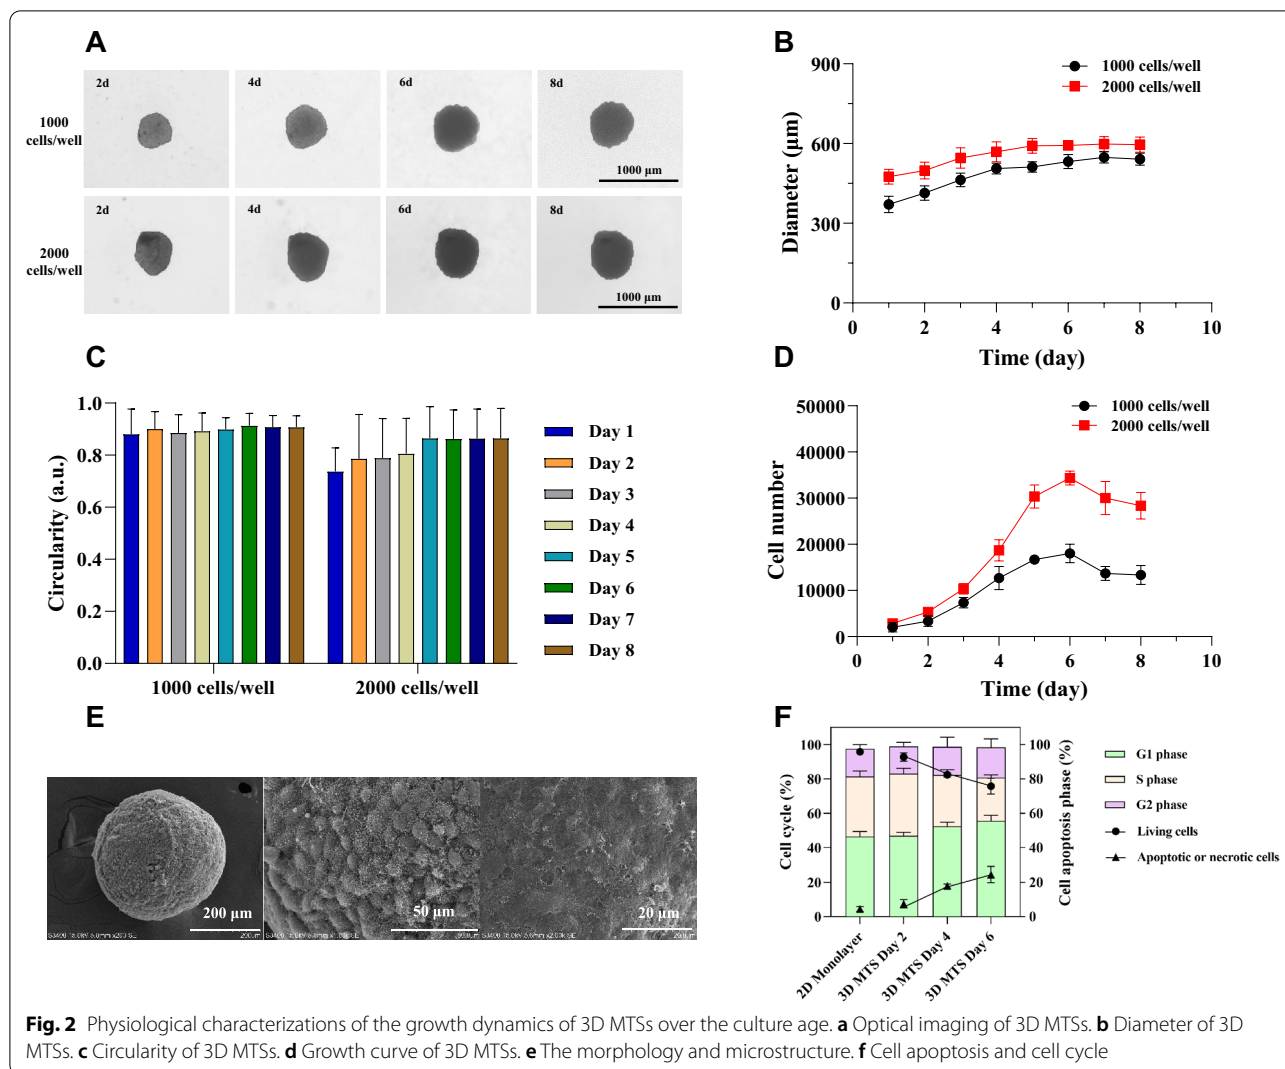 A
2d
4d
6d
8d
1000
cells/well
1000 μm
2d
4d
6d
8d
2000
cells/well
1000 μm
B
1000 cells/well
2000 cells/well
900
600
300
0
Diameter (μm)
0 2 4 6 8 10
Time (day)
C
1.0
0.8
0.6
0.4
0.2
0.0
Circularity (a.u.)
1000 cells/well 2000 cells/well
Day 1
Day 2
Day 3
Day 4
Day 5
Day 6
Day 7
Day 8
D
1000 cells/well
2000 cells/well
50000
40000
30000
20000
10000
0
Cell number
0 2 4 6 8 10
Time (day)
E
200 μm
50 μm
20 μm
F
100
80
60
40
20
0
Cell cycle (%)
100
80
60
40
20
0
Cell apoptosis phase (%)
2D Monolayer
3D MTS Day 2
3D MTS Day 4
3D MTS Day 6
G1 phase
S phase
G2 phase
Living cells
Apoptotic or necrotic cells
Fig. 2 Physiological characterizations of the growth dynamics of 3D MTSs over the culture age. a Optical imaging of 3D MTSs. b Diameter of 3D
MTSs. c Circularity of 3D MTSs. d Growth curve of 3D MTSs. e The morphology and microstructure. f Cell apoptosis and cell cycle